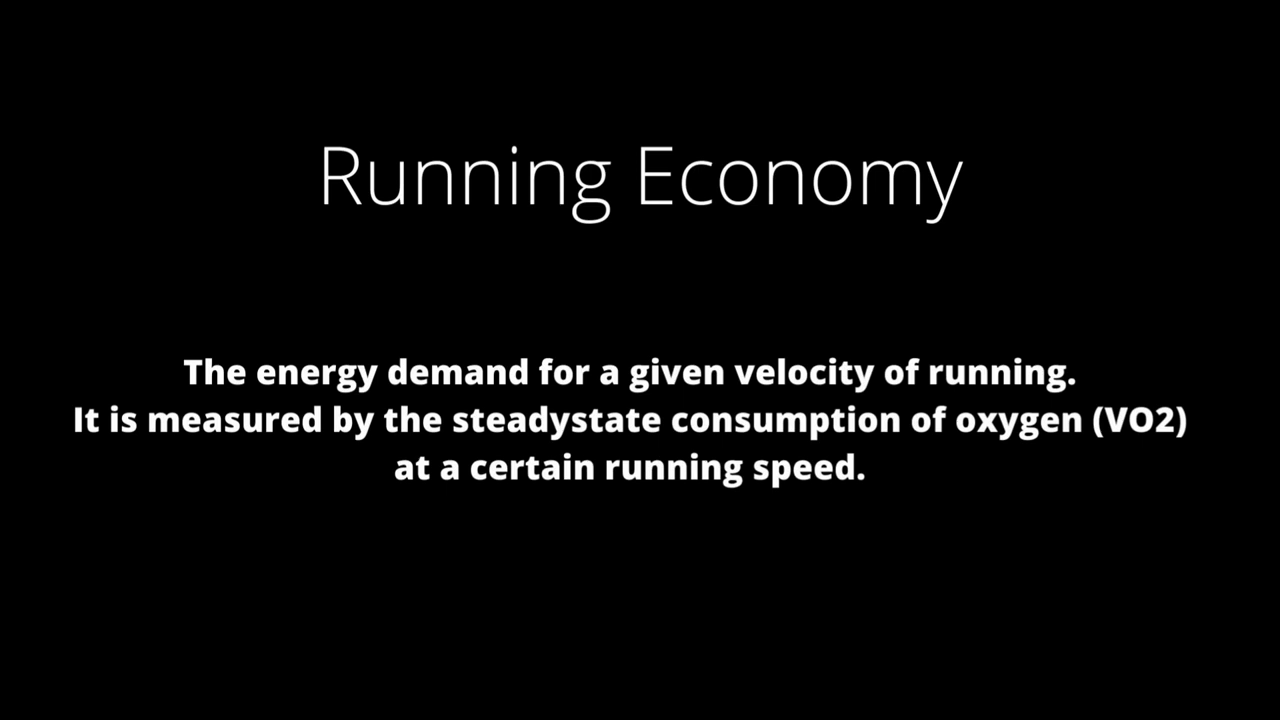 Running Economy
The energy demand for a given velocity of running.
It is measured by the steadystate consumption of oxygen (VO2)
at a certain running speed.